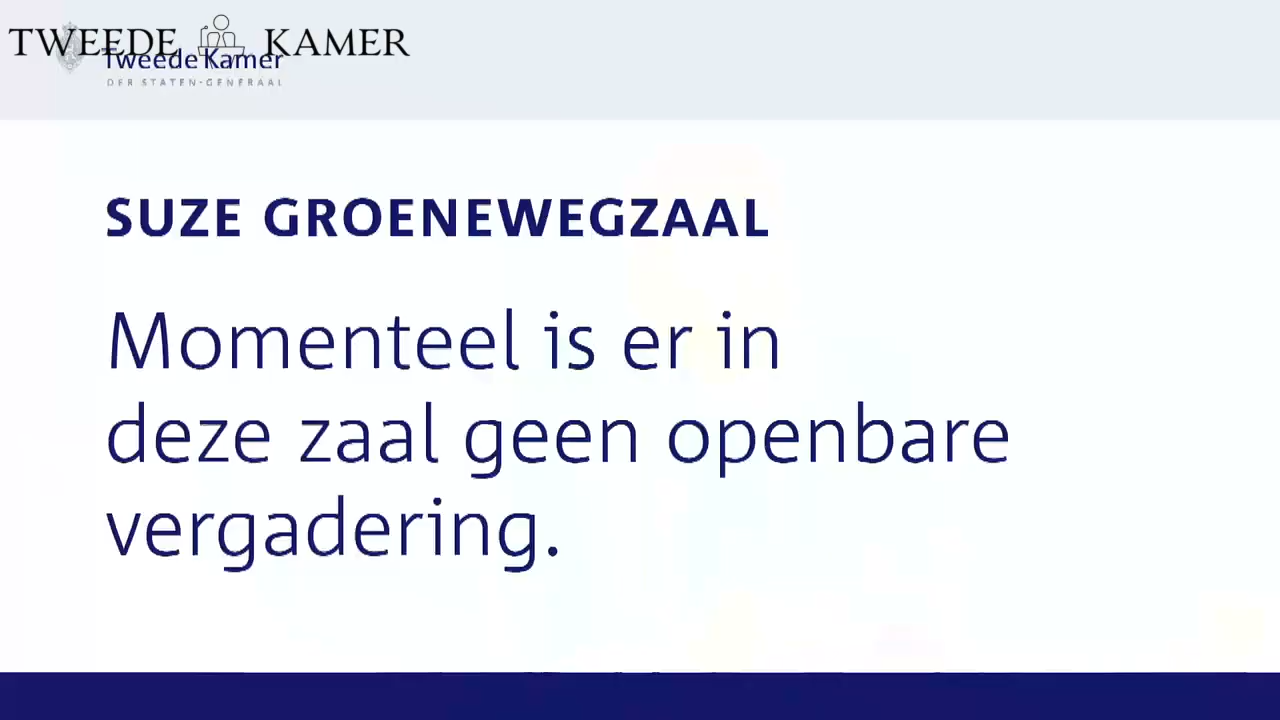 TWEEDE KAMER
Tweede Kamer
DER STATEN-GENERAAL
SUZE GROENEWEGZAAL
Momenteel is er in
deze zaal geen openbare
vergadering.